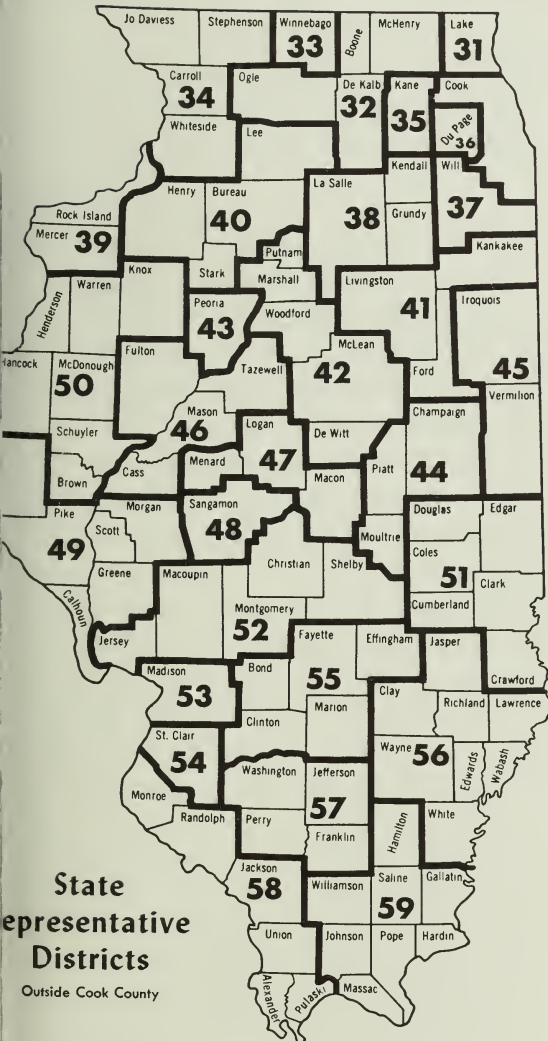 Jo Daviess
Stephenson
Winnebago
33
Boone
McHenry
Lake
31
Carroll
34
Ogle
De Kalb
32
Kane
35
Cook
Du Page
36
Whiteside
Lee
Kendall
Will
37
Henry
Bureau
40
La Salle
38
Grundy
Rock Island
Mercer
39
Putnam
Kankakee
Knox
Stark
Marshall
Livingston
41
Iroquois
45
Henderson
Warren
Peoria
43
Woodford
McLean
42
Ford
Vermilion
ancock
McDonough
50
Fulton
Tazewell
Champaign
44
Schuyler
Mason
46
Logan
47
De Witt
Piatt
Brown
Cass
Menard
Macon
Douglas
Edgar
Pike
49
Morgan
Scott
Sangamon
48
Moultrie
Coles
51
Christian
Shelby
Clark
Greene
Macoupin
Cumberland
Calhoun
Jersey
Montgomery
52
Fayette
55
Effingham
Jasper
Crawford
Madison
53
Bond
Clay
Richland
Lawrence
Marion
Clinton
St. Clair
54
Wayne
56
Edwards
Wabash
Washington
Jefferson
57
Monroe
Randolph
Perry
Franklin
Hamilton
White
Jackson
58
Williamson
Saline
59
Gallatin
Union
Johnson
Pope
Hardin
Alexander
Pulaski
Massac
State
epresentative
Districts
Outside Cook County